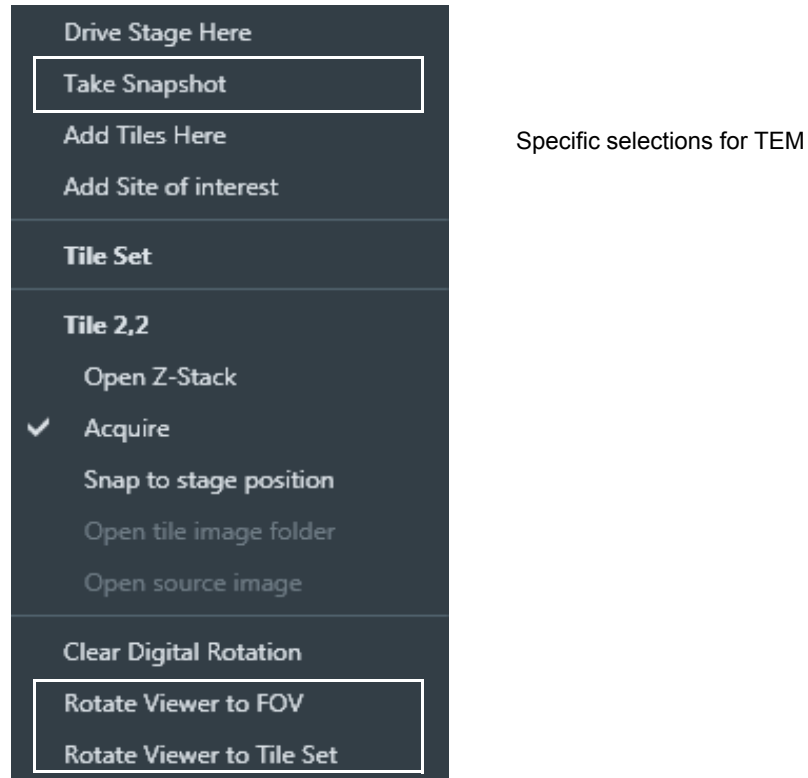 Drive Stage Here
Take Snapshot
Add Tiles Here
Specific selections for TEM
Add Site of interest
Tile Set
Tile 2,2
Open Z-Stack
Acquire
Snap to stage position
Open tile image folder
Open source image
Clear Digital Rotation
Rotate Viewer to FOV
Rotate Viewer to Tile Set